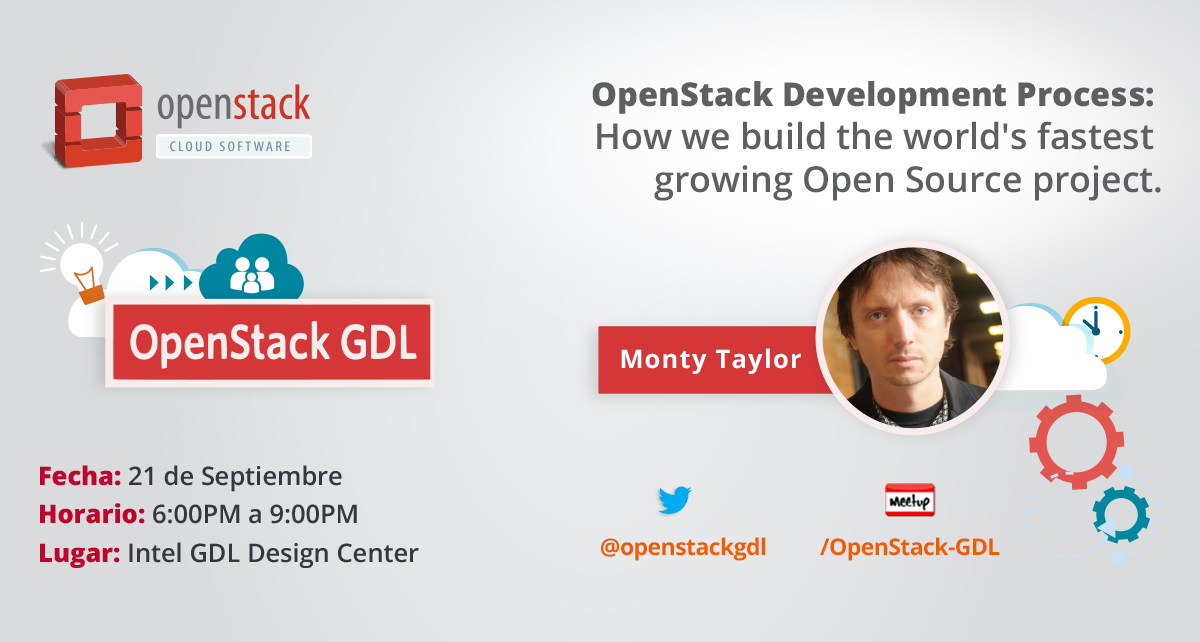 openstack
CLOUD SOFTWARE
OpenStack Development Process:
How we build the world's fastest
growing Open Source project.
OpenStack GDL
Monty Taylor
Fecha: 21 de Septiembre
Horario: 6:00PM a 9:00PM
Lugar: Intel GDL Design Center
Meetup
@openstackgdl
/OpenStack-GDL